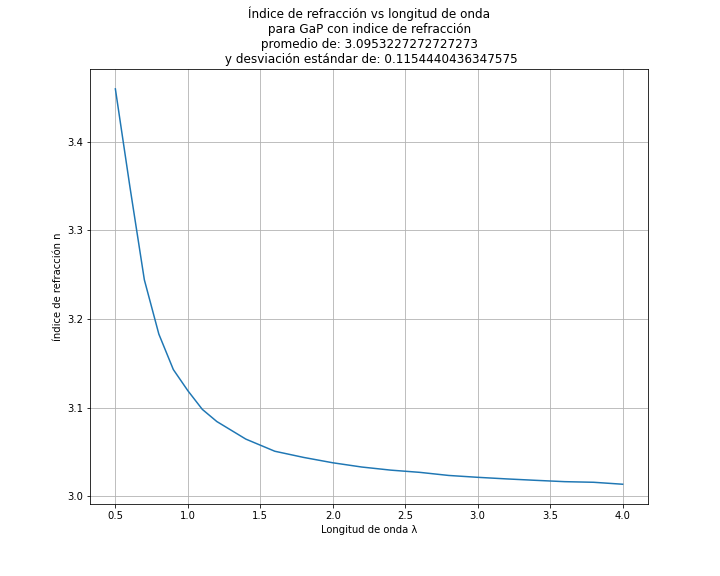 Índice de refracción vs longitud de onda
para GaP con indice de refracción
promedio de: 3.0953227272727273
y desviación estándar de: 0.1154440436347575
3.4
3.3
3.2
3.1
3.0
índice de refracción n
0.5 1.0 1.5 2.0 2.5 3.0 3.5 4.0
Longitud de onda λ